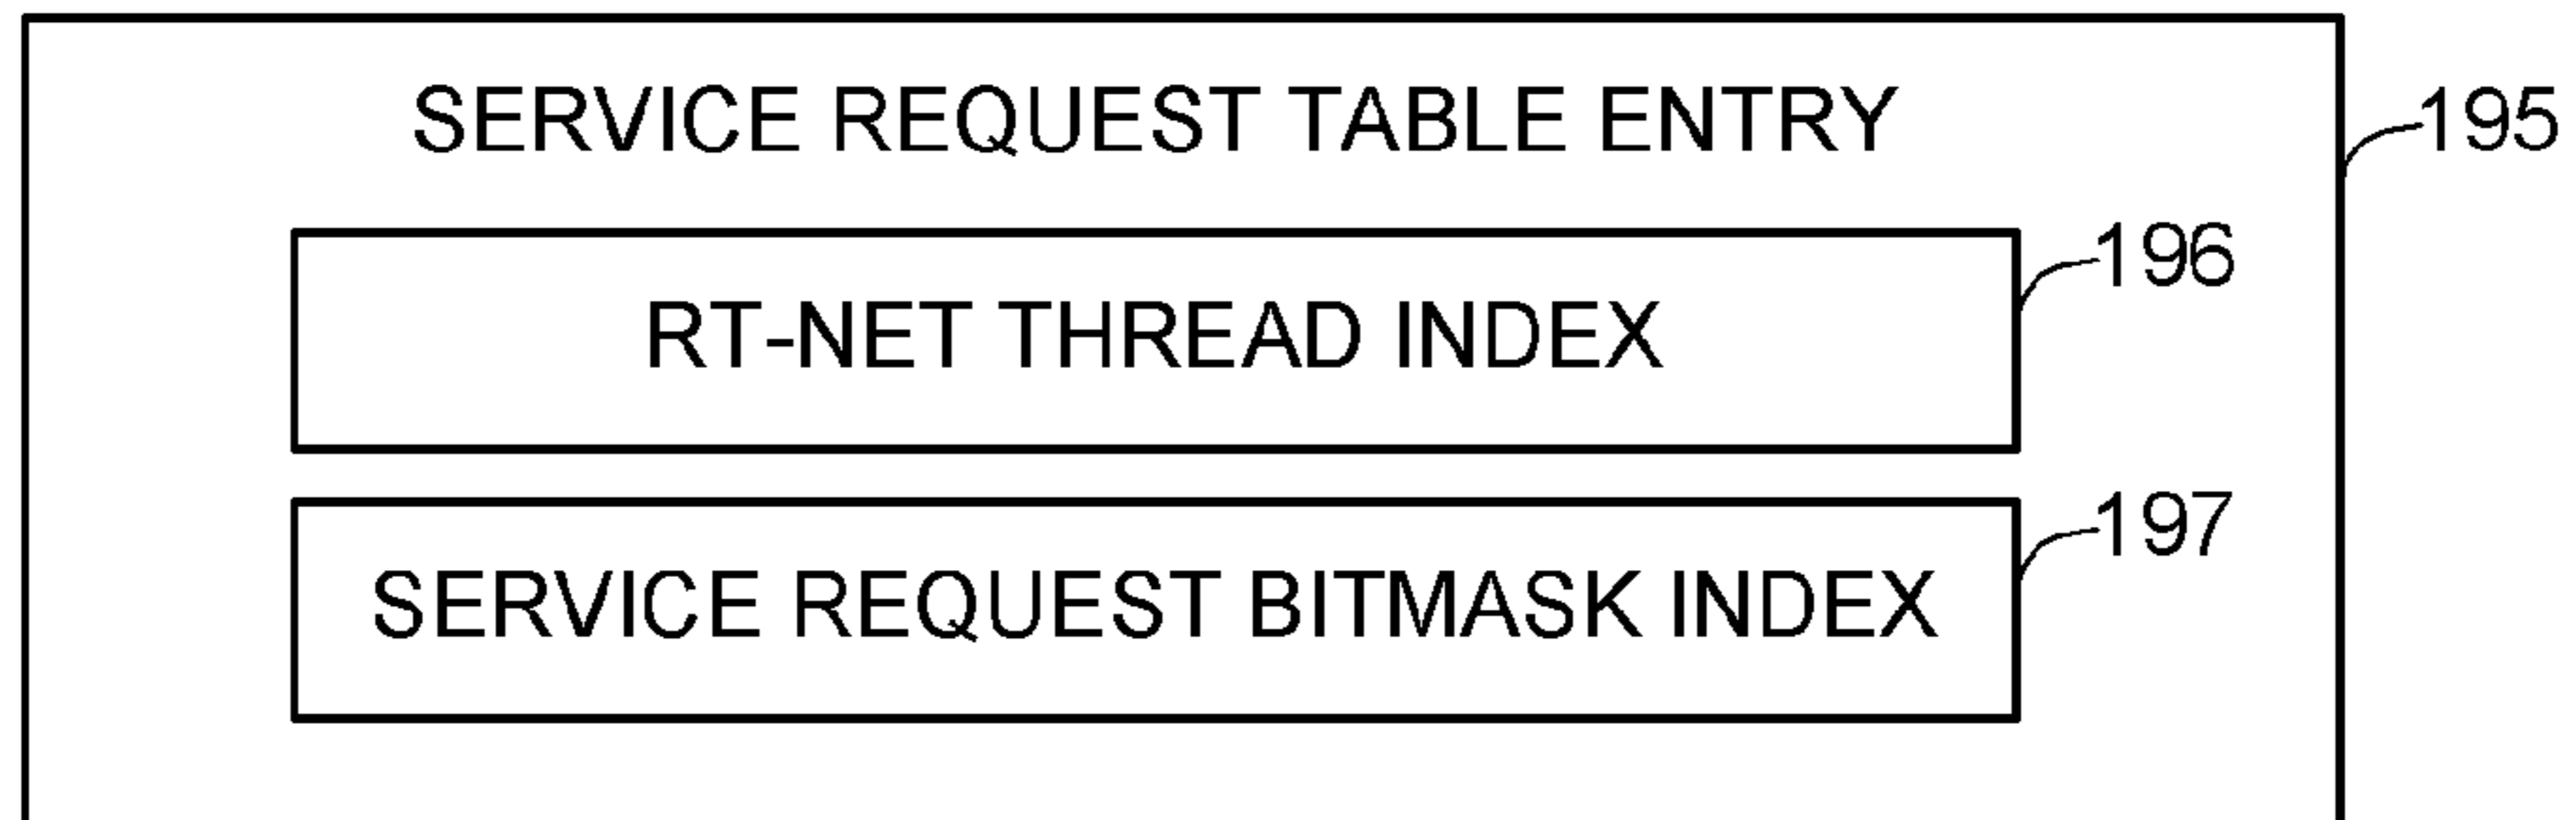 SERVICE REQUEST TABLE ENTRY
195
RT-NET THREAD INDEX
196
SERVICE REQUEST BITMASK INDEX
197